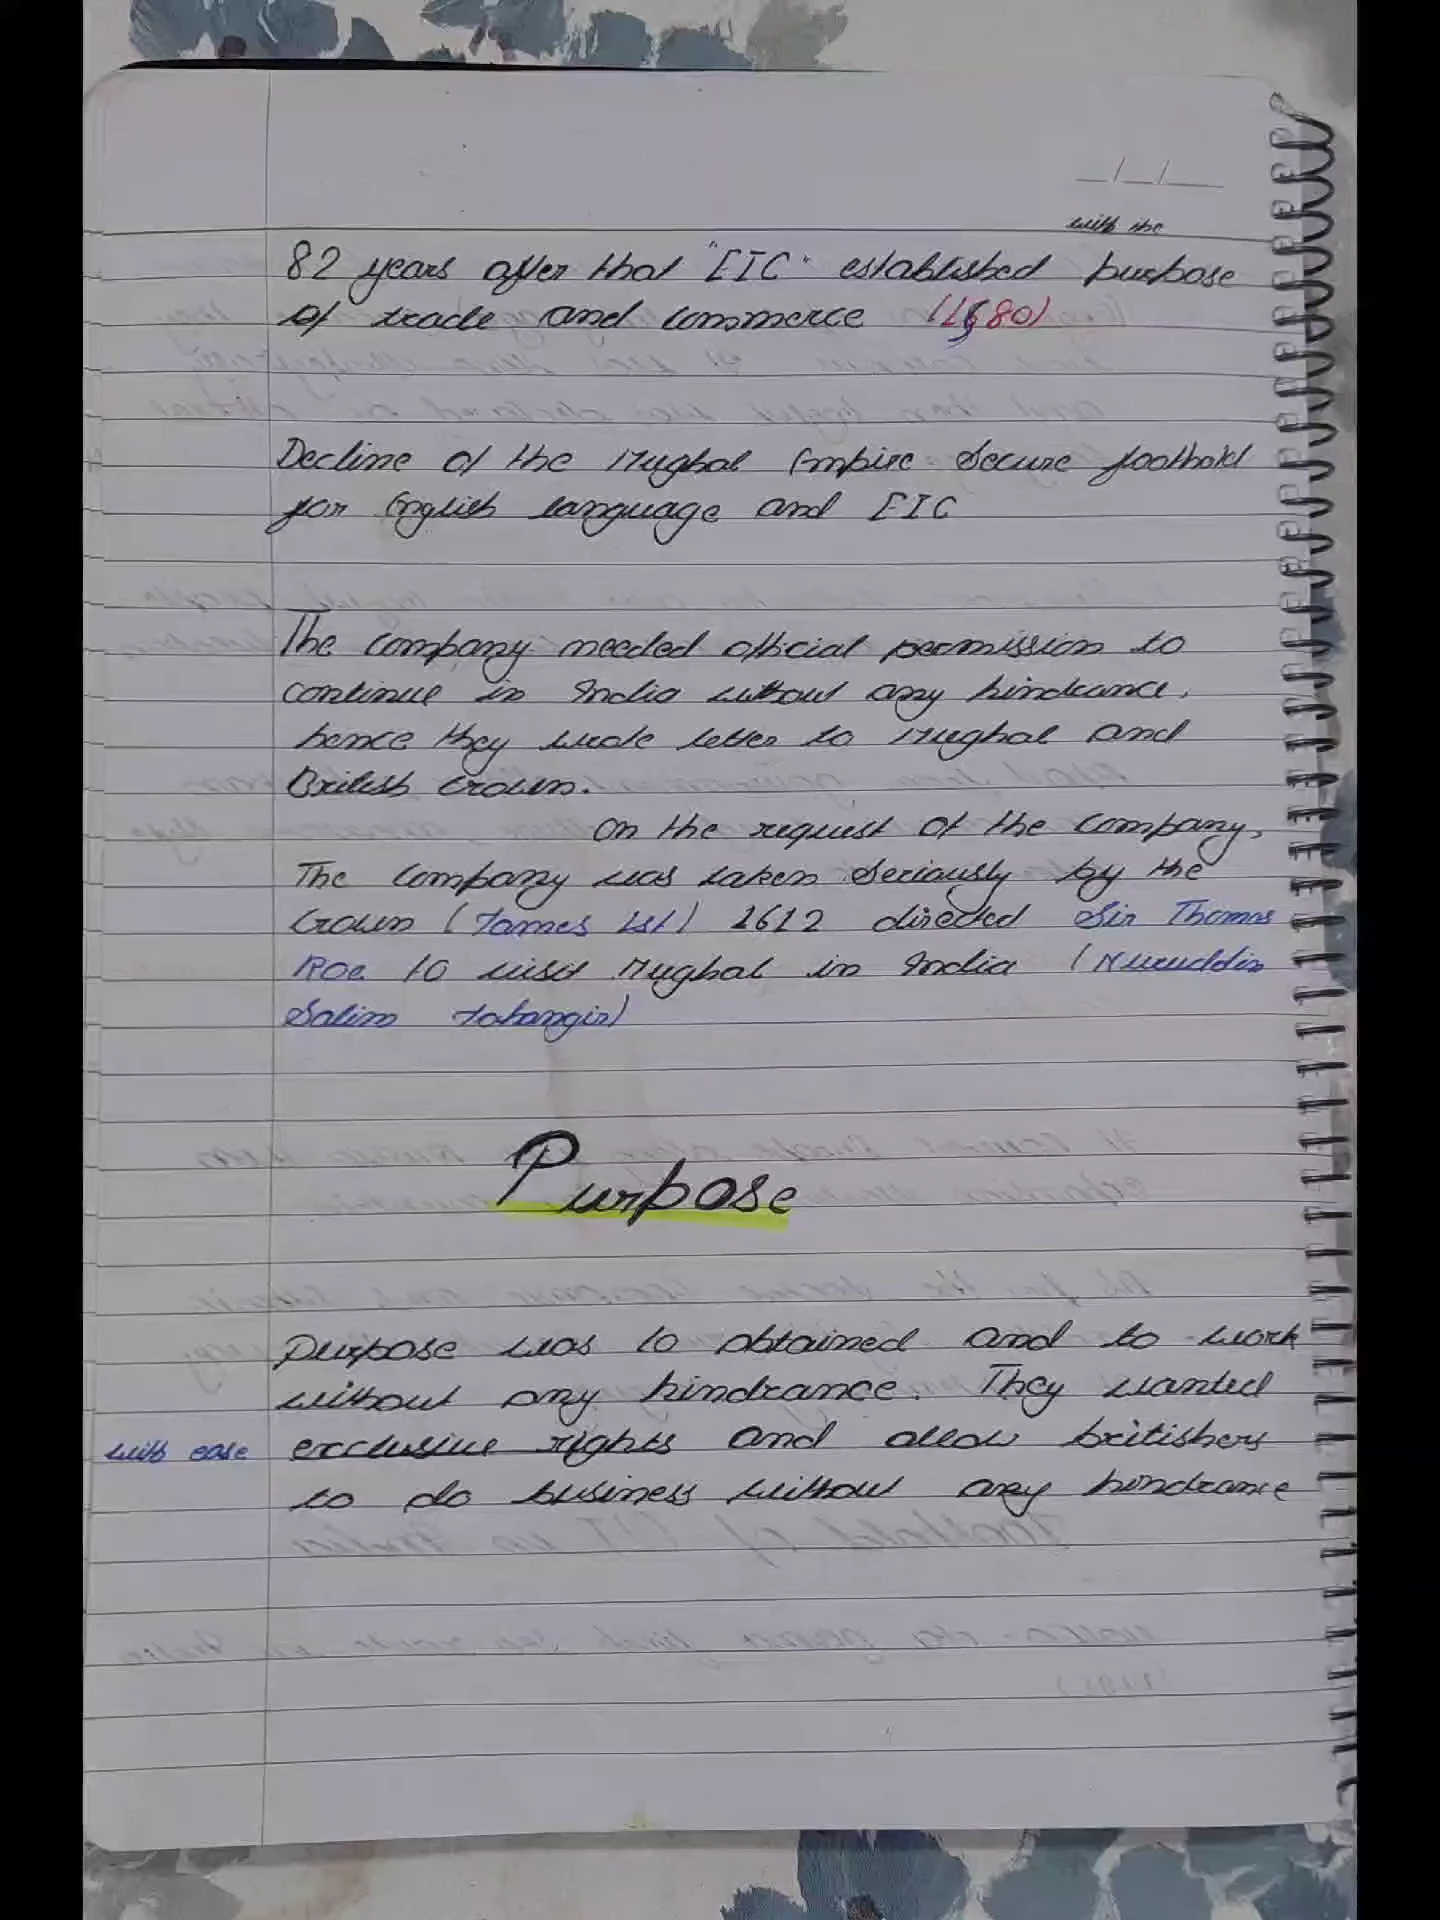 with the
82 years after that "EIC" established purpose
of trade and commerce (1680)
Decline of the Mughal Empire secure foothold
for English language and EIC
The company needed official permission to
continue in India without any hindrance,
hence they wrote letter to Mughal and
British Crown.
On the request of the company,
The company was taken seriously by the
Crown (James Ist) 1612 directed Sir Thomas
Roe to visit Mughal in India (Nuruddin
Salim Jahangir)
Purpose
Purpose was to obtained and to work
without any hindrance. They wanted
with ease exclusive rights and allow britishers
to do business without any hindrance